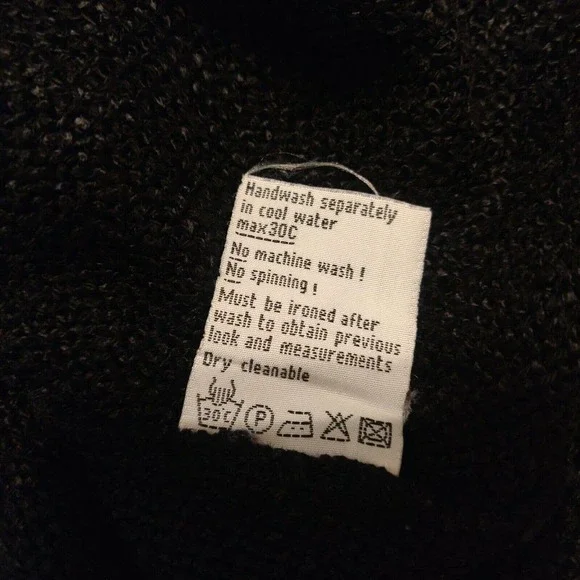 Handwash separately
in cool water
max30C
No machine wash !
No spinning !
Must be ironed after
wash to obtain previous
look and measurements
Dry cleanable
30°C P